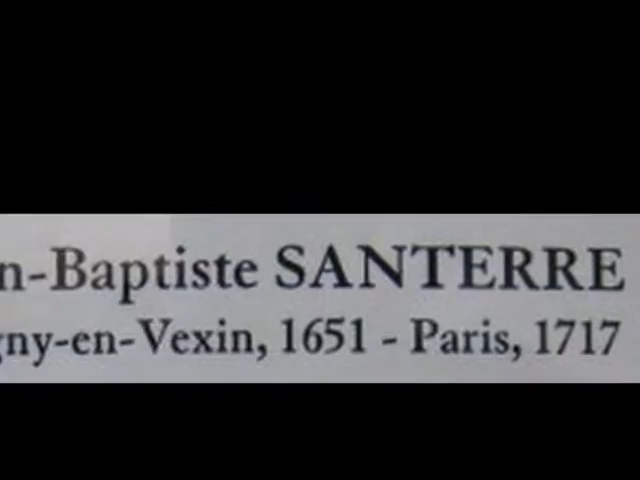 n-Baptiste SANTERRE
gny-en-Vexin, 1651 - Paris, 1717